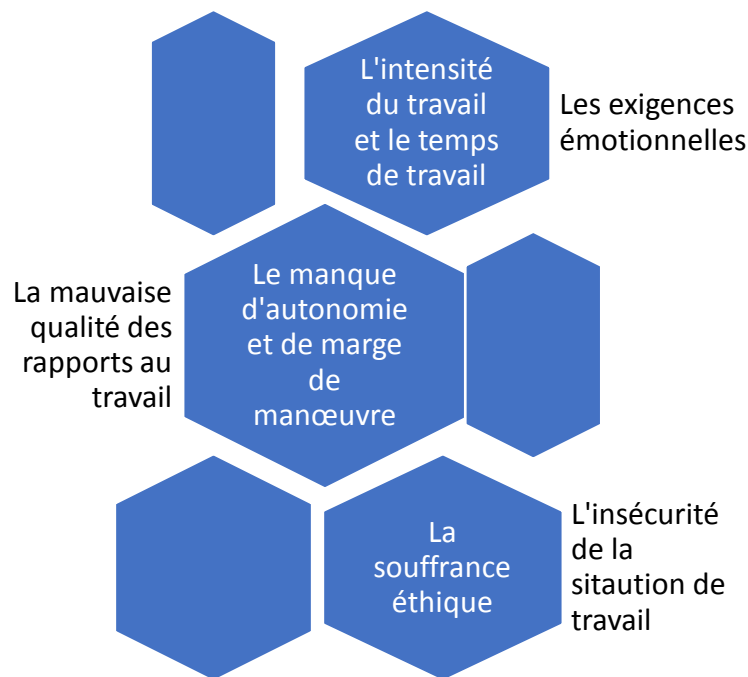 L'intensité
du travail
et le temps
de travail
Les exigences
émotionnelles
La mauvaise
qualité des
rapports au
travail
Le manque
d'autonomie
et de marge
de
manœuvre
La
souffrance
éthique
L'insécurité
de la
sitaution de
travail